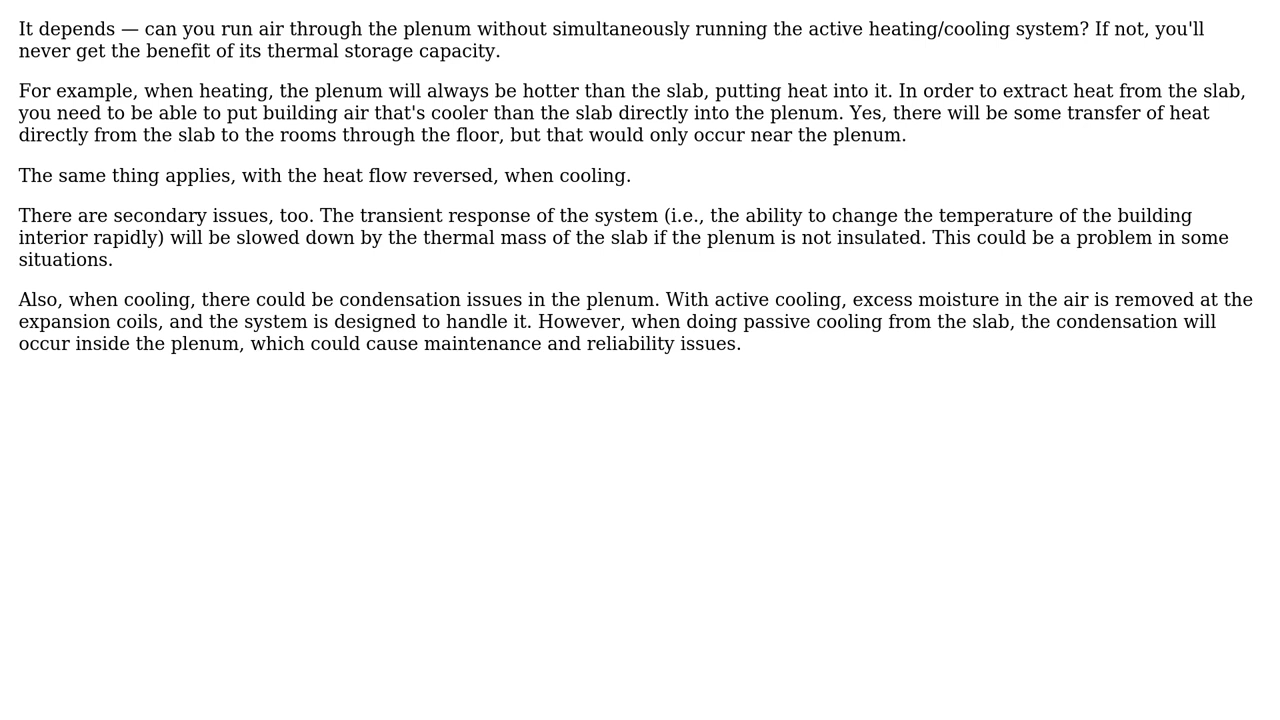 It depends — can you run air through the plenum without simultaneously running the active heating/cooling system? If not, you'll
never get the benefit of its thermal storage capacity.
For example, when heating, the plenum will always be hotter than the slab, putting heat into it. In order to extract heat from the slab,
you need to be able to put building air that's cooler than the slab directly into the plenum. Yes, there will be some transfer of heat
directly from the slab to the rooms through the floor, but that would only occur near the plenum.
The same thing applies, with the heat flow reversed, when cooling.
There are secondary issues, too. The transient response of the system (i.e., the ability to change the temperature of the building
interior rapidly) will be slowed down by the thermal mass of the slab if the plenum is not insulated. This could be a problem in some
situations.
Also, when cooling, there could be condensation issues in the plenum. With active cooling, excess moisture in the air is removed at the
expansion coils, and the system is designed to handle it. However, when doing passive cooling from the slab, the condensation will
occur inside the plenum, which could cause maintenance and reliability issues.